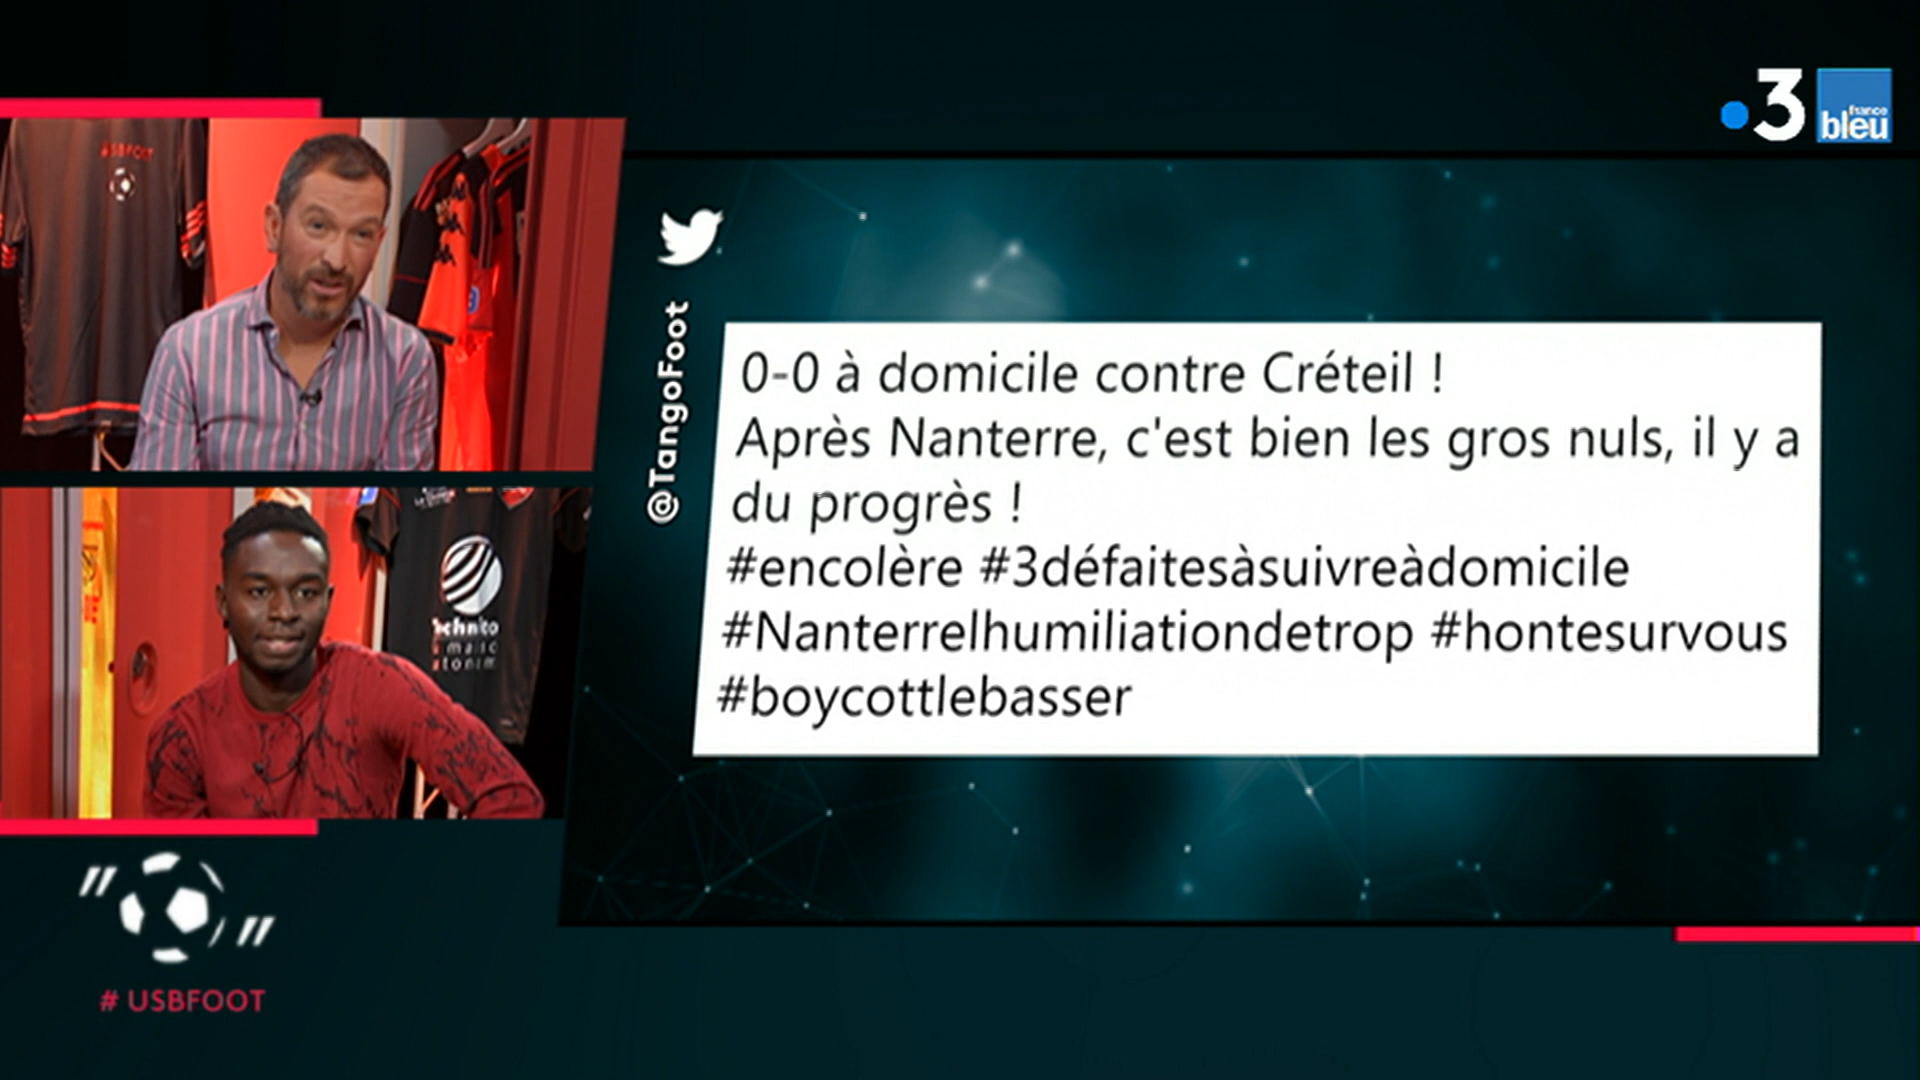 3
france
bleu
#USBFOOT
@TangoFoot
0-0 à domicile contre Créteil !
Après Nanterre, c'est bien les gros nuls, il y a
du progrès !
#encolère #3défaitesàsuivreàdomicile
#Nanterrelhumiliationdetrop #hontesurvous
#boycottlebasser
# USBFOOT